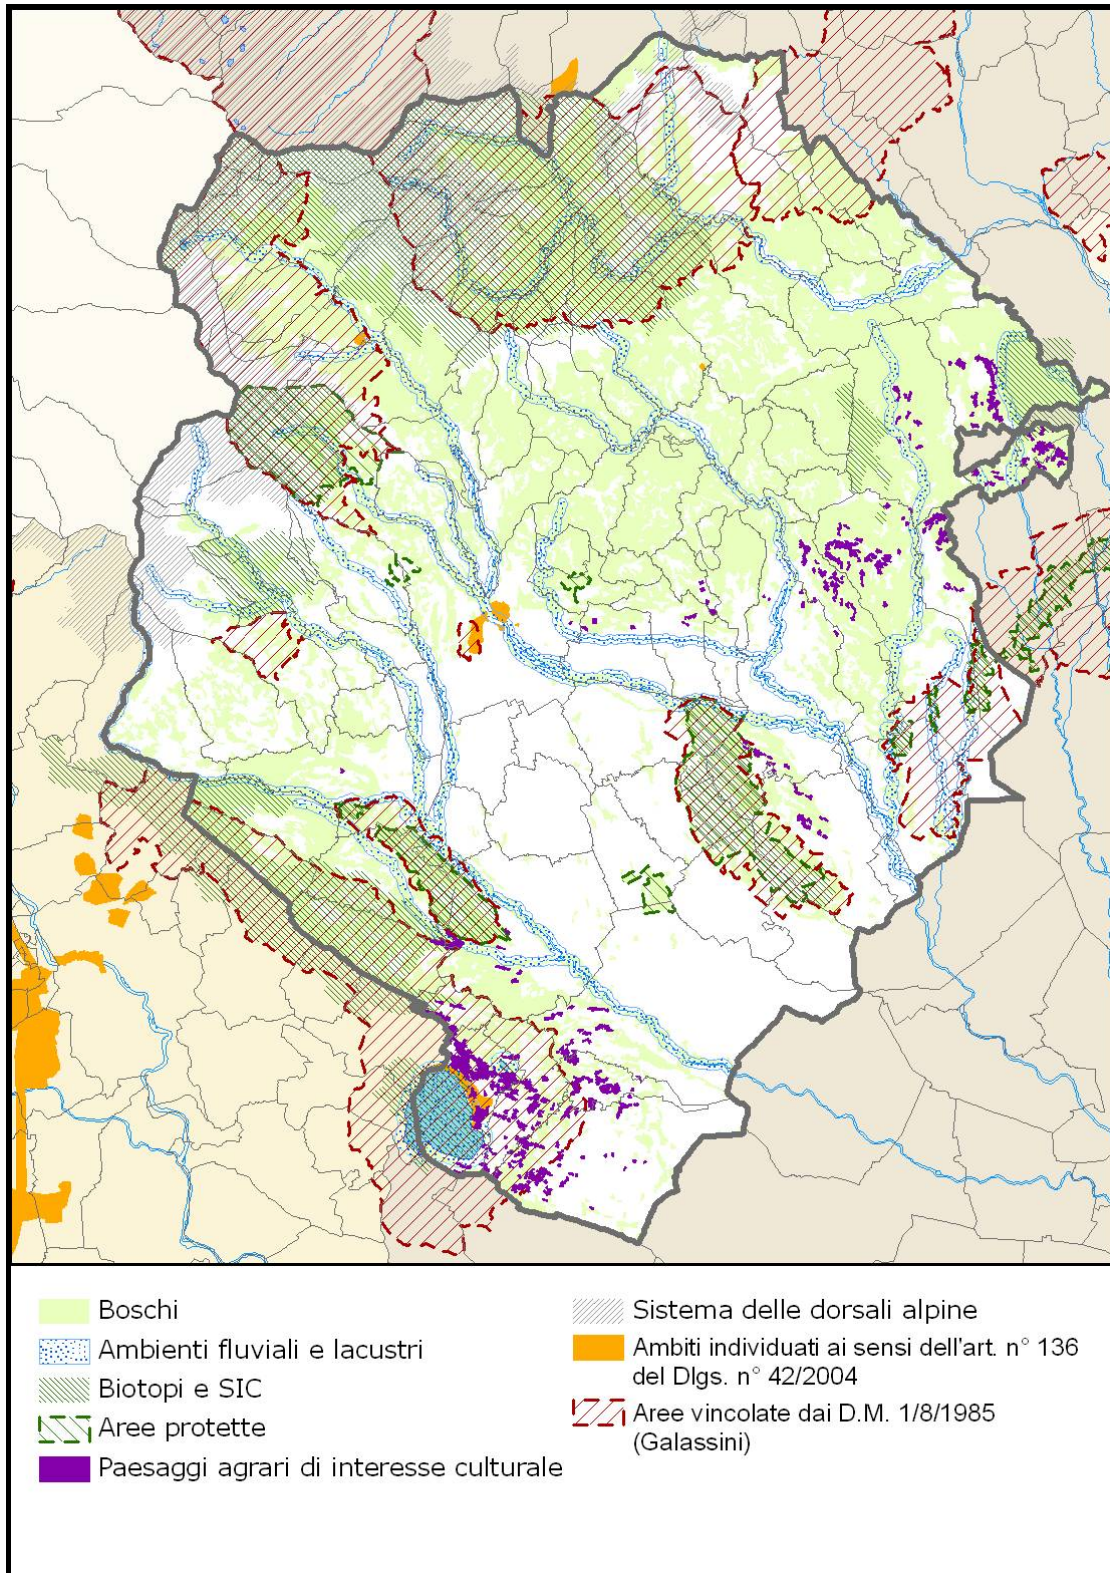 Boschi
Ambienti fluviali e lacustri
Biotopi e SIC
Aree protette
Paesaggi agrari di interesse culturale
Sistema delle dorsali alpine
Ambiti individuati ai sensi dell'art. n° 136
del Dlgs. n° 42/2004
Aree vincolate dai D.M. 1/8/1985
(Galassini)